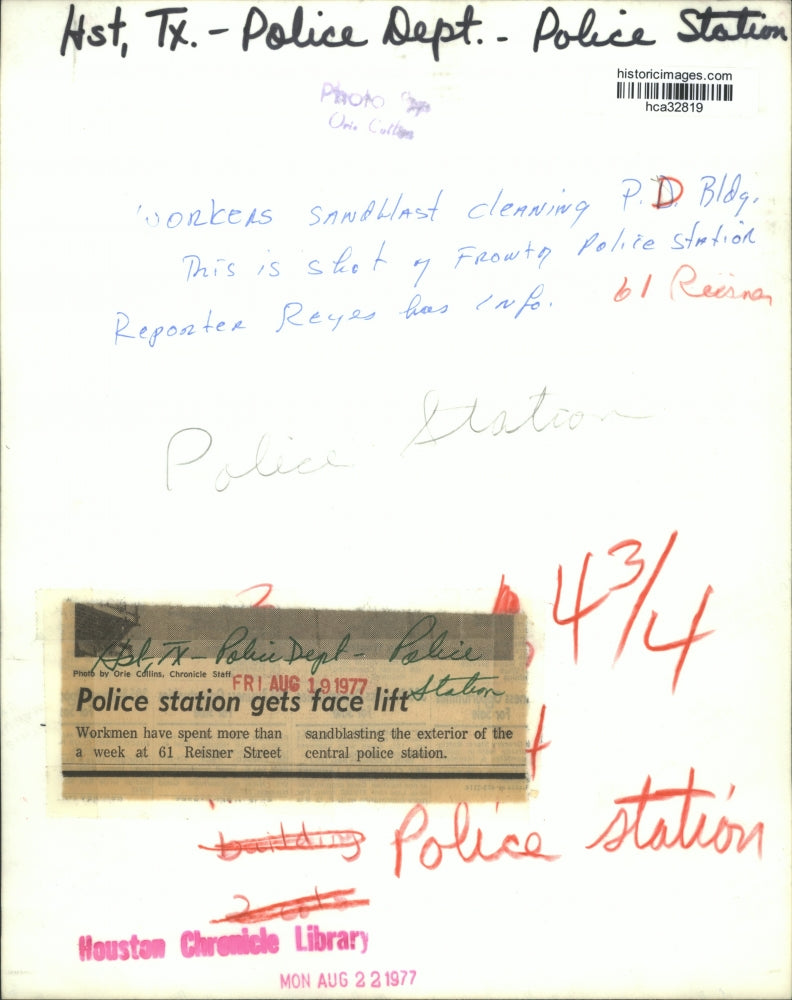 Hst, Tx. - Police Dept. - Police Station
historicimages.com
hca32819
Photo By
Orie Collins
WORKERS SANDBLAST cleANiNg P.D. Bldg.
This is shot of Frowtn Police Station
61 Reisner
Reporter Reyes has info.
Police Station
4 3/4
Hst, TX - Police Dept - Police
Station
Photo by Orie Collins, Chronicle Staff
FRI AUG 19 1977
Police station gets face lift
Workmen have spent more than
a week at 61 Reisner Street
sandblasting the exterior of the
central police station.
building Police station
2 cols
Houston Chronicle Library
MON AUG 22 1977